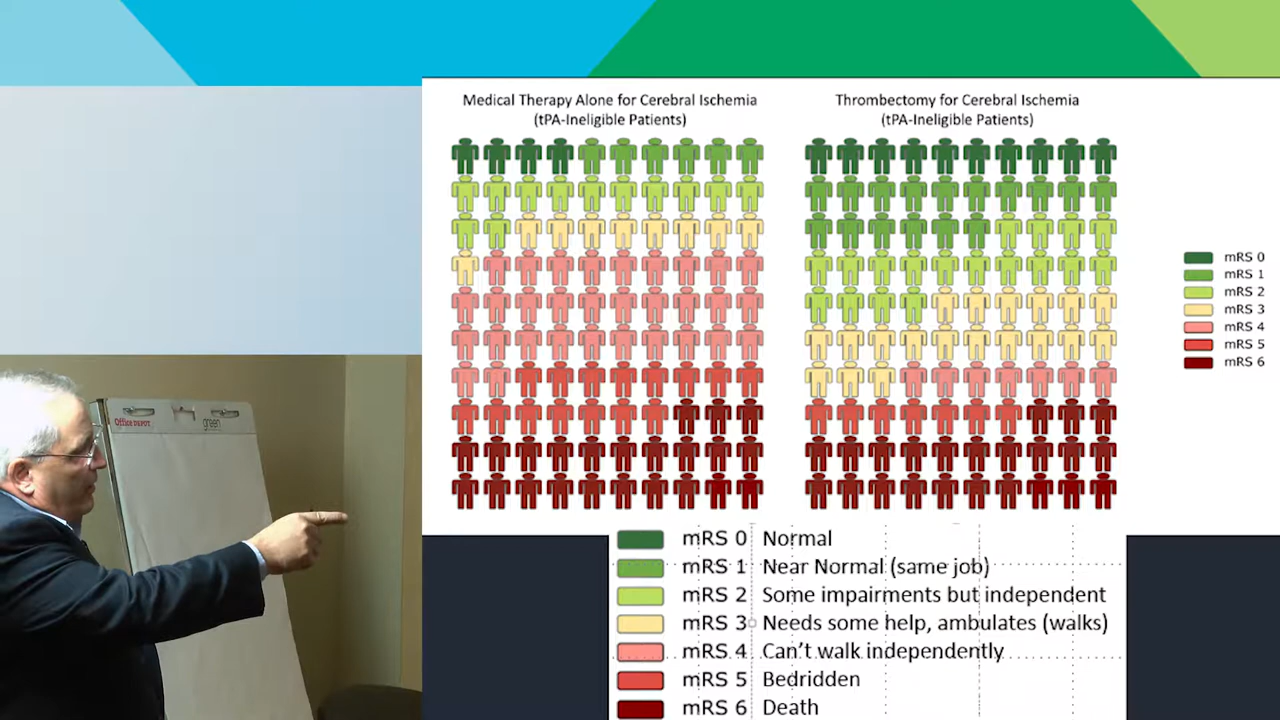 Medical Therapy Alone for Cerebral Ischemia
(tPA-Ineligible Patients)
Thrombectomy for Cerebral Ischemia
(tPA-Ineligible Patients)
mRS 0
mRS 1
mRS 2
mRS 3
mRS 4
mRS 5
mRS 6
Office DEPOT
green
mRS 0 Normal
mRS 1 Near Normal (same job)
mRS 2 Some impairments but independent
mRS 3 Needs some help, ambulates (walks)
mRS 4 Can't walk independently
mRS 5 Bedridden
mRS 6 Death